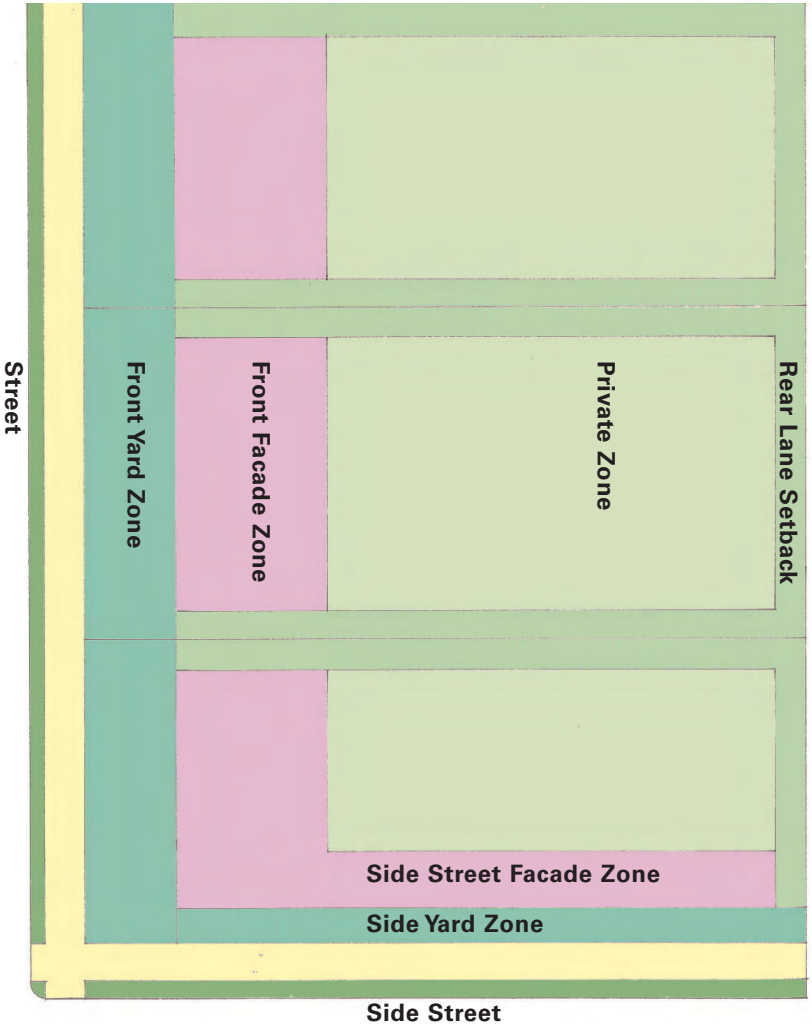 Street
Front Yard Zone
Front Facade Zone
Private Zone
Rear Lane Setback
Side Street Facade Zone
Side Yard Zone
Side Street